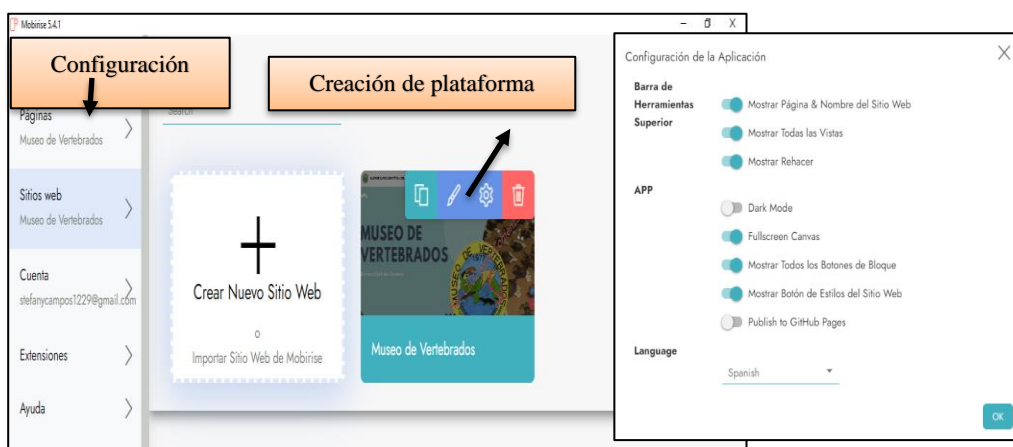 Mobirise 5.4.1
Configuración
Creación de plataforma
Páginas
Museo de Vertebrados
Search
Sitios web
Museo de Vertebrados
Cuenta
stefanycampos1229@gmail.com
Extensiones
Ayuda
Crear Nuevo Sitio Web
o
Importar Sitio Web de Mobirise
MUSEO DE
VERTEBRADOS
Museo de Vertebrados
Configuración de la Aplicación
Barra de
Herramientas
Superior
Mostrar Página & Nombre del Sitio Web
Mostrar Todas las Vistas
Mostrar Rehacer
APP
Dark Mode
Fullscreen Canvas
Mostrar Todos los Botones de Bloque
Mostrar Botón de Estilos del Sitio Web
Publish to GitHub Pages
Language
Spanish
OK